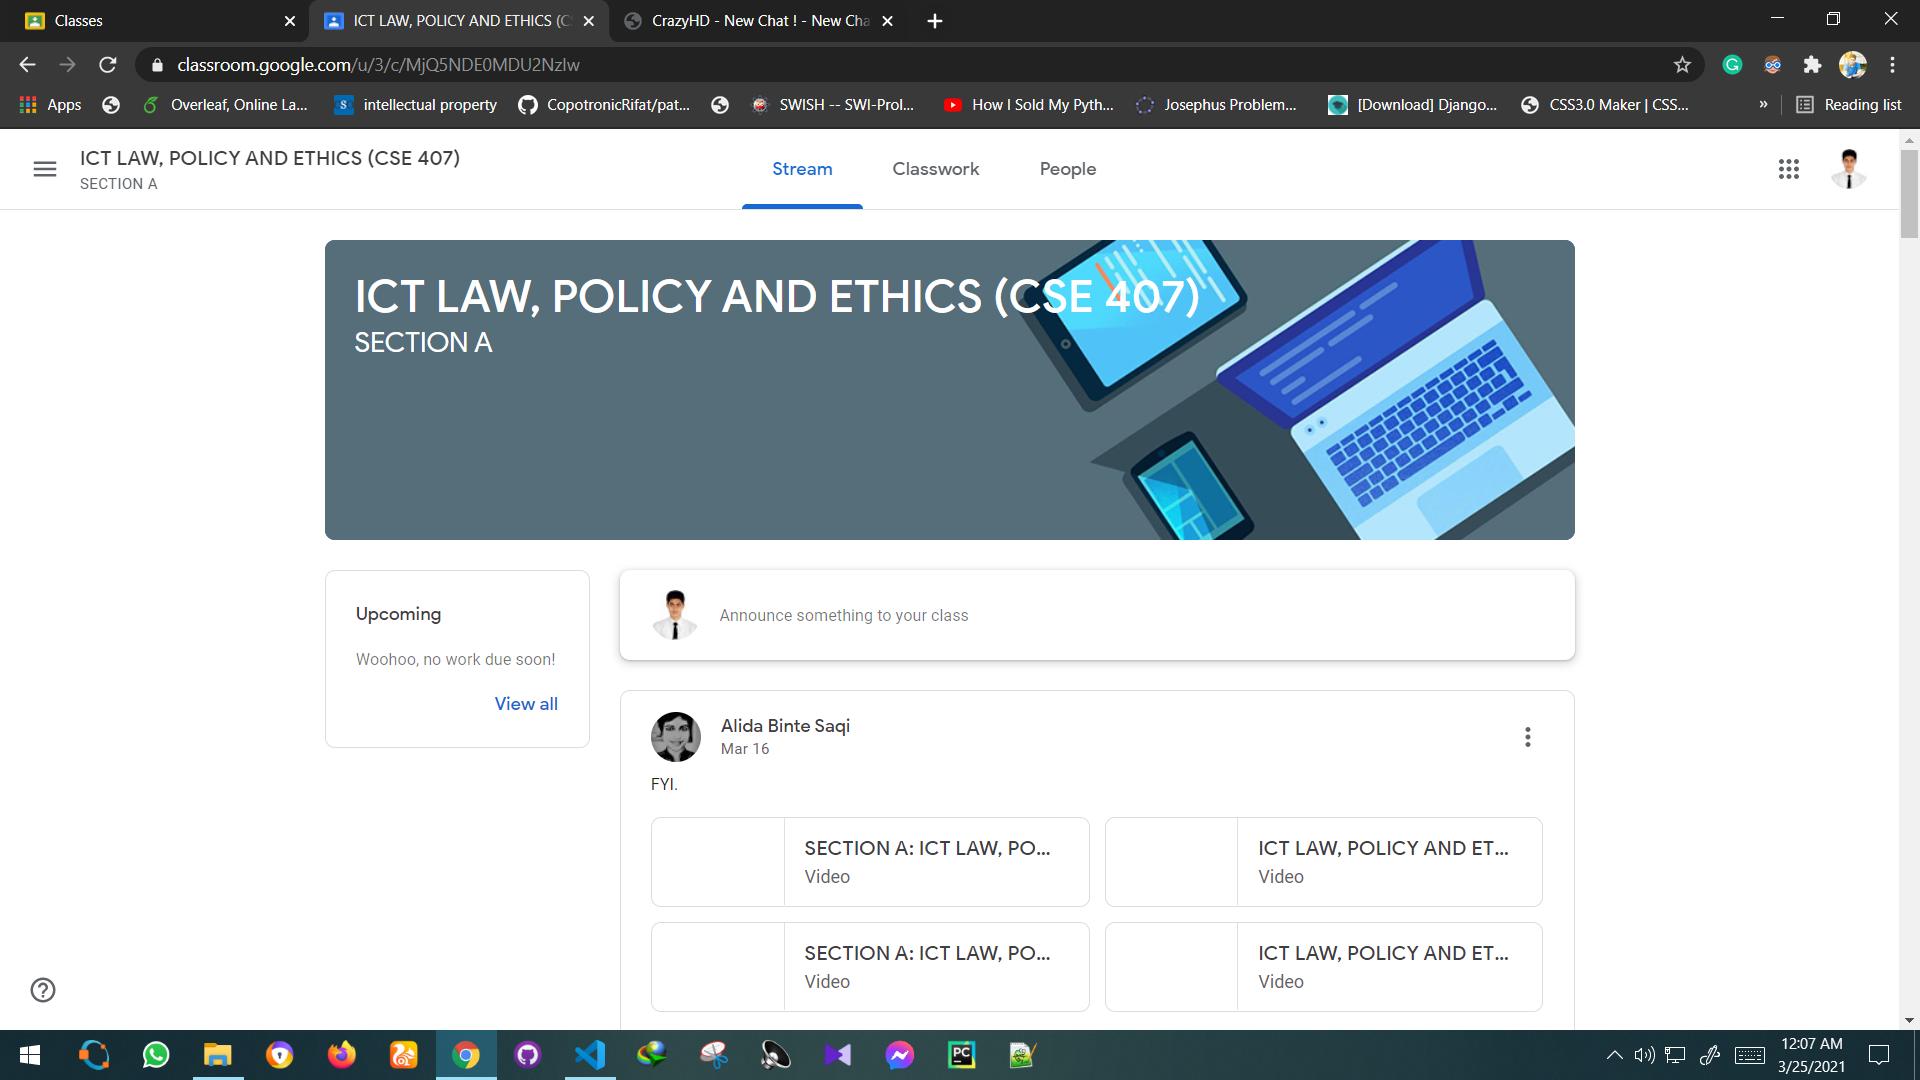 Classes
ICT LAW, POLICY AND ETHICS (C
CrazyHD - New Chat ! - New Cha
classroom.google.com/u/3/c/MjQ5NDE0MDU2NzIw
Apps
Overleaf, Online La...
S
intellectual property
CopotronicRifat/pat...
SWISH -- SWI-Prol...
How I Sold My Pyth...
Josephus Problem...
[Download] Django...
CSS3.0 Maker | CSS...
»
Reading list
ICT LAW, POLICY AND ETHICS (CSE 407)
SECTION A
Stream
Classwork
People
ICT LAW, POLICY AND ETHICS (CSE 407)
SECTION A
Upcoming
Woohoo, no work due soon!
View all
Announce something to your class
Alida Binte Saqi
Mar 16
FYI.
SECTION A: ICT LAW, PO...
Video
ICT LAW, POLICY AND ET...
Video
SECTION A: ICT LAW, PO...
Video
ICT LAW, POLICY AND ET...
Video
PC
12:07 AM
3/25/2021